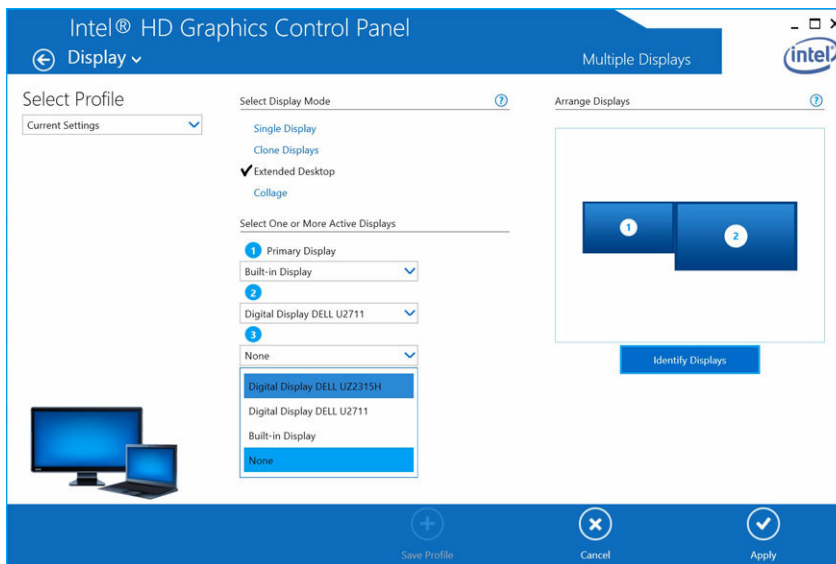 Intel® HD Graphics Control Panel
Display
Multiple Displays
intel
Select Profile
Current Settings
Select Display Mode
?
Single Display
Clone Displays
Extended Desktop
Collage
Select One or More Active Displays
1 Primary Display
Built-in Display
2
Digital Display DELL U2711
3
None
Digital Display DELL UZ2315H
Digital Display DELL U2711
Built-in Display
None
Arrange Displays
?
1
2
Identify Displays
Save Profile
Cancel
Apply